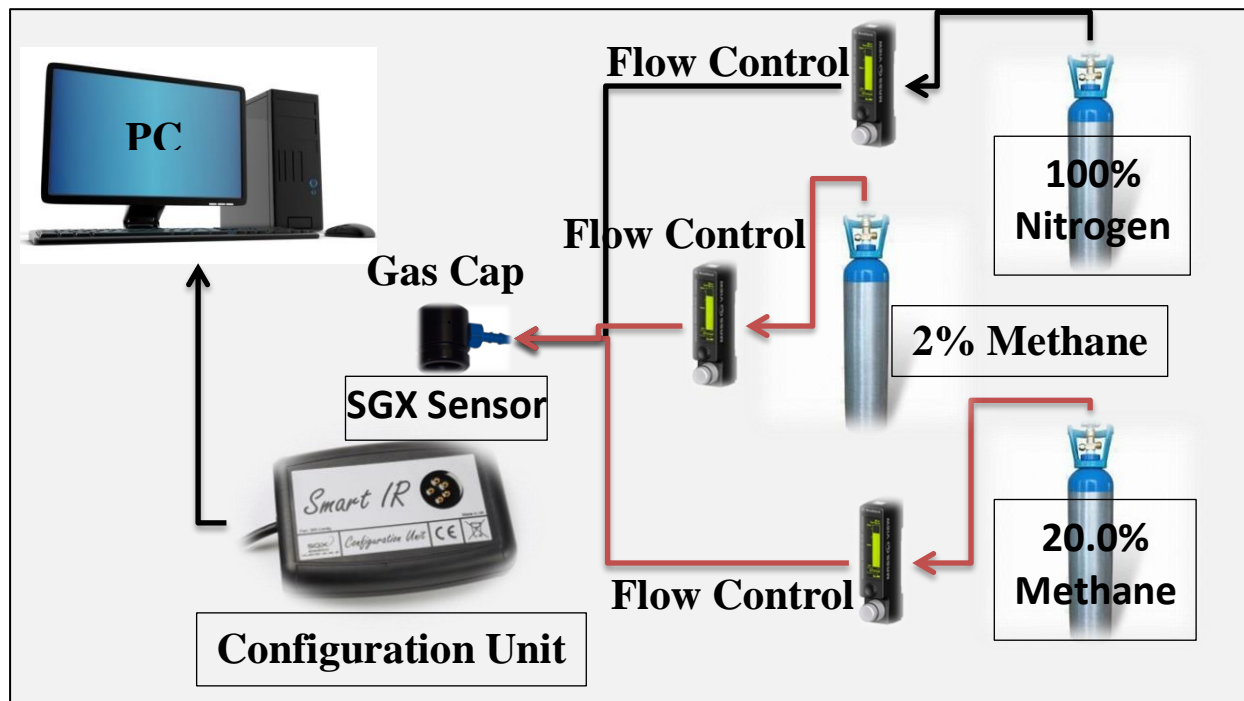 PC
Flow Control
100%
Nitrogen
Flow Control
Gas Cap
2% Methane
SGX Sensor
Smart IR
SGX
Configuration Unit
CE
20.0%
Methane
Flow Control
Configuration Unit